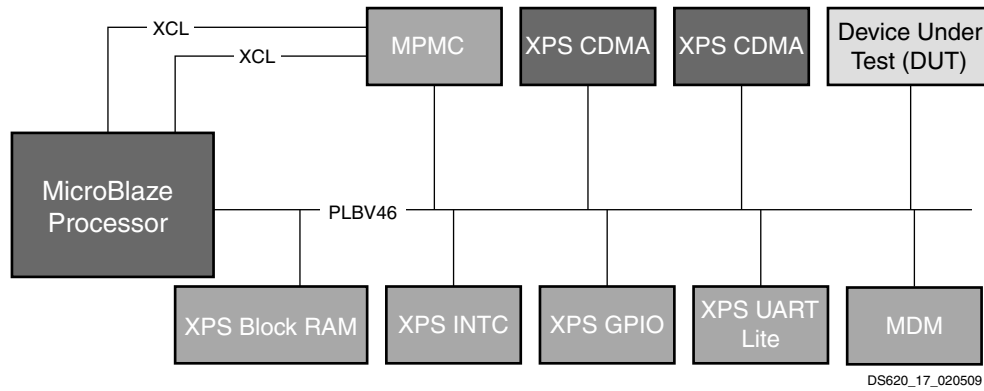 XCL
XCL
MPMC
XPS CDMA
XPS CDMA
Device Under
Test (DUT)
MicroBlaze
Processor
PLBV46
XPS Block RAM
XPS INTC
XPS GPIO
XPS UART
Lite
MDM
DS620_17_020509